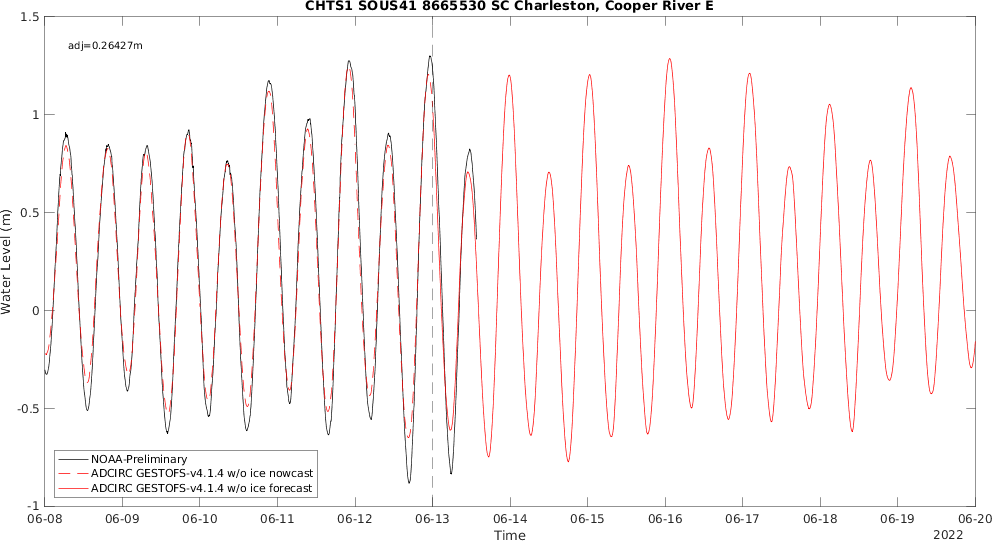 CHTS1 SOUS41 8665530 SC Charleston, Cooper River E
1.5
adj=0.26427m
1
0.5
Water Level (m)
0
-0.5
NOAA-Preliminary
ADCIRC GESTOFS-v4.1.4 w/o ice nowcast
ADCIRC GESTOFS-v4.1.4 w/o ice forecast
-1
06-08 06-09 06-10 06-11 06-12 06-13 06-14 06-15 06-16 06-17 06-18 06-19 06-20
Time
2022